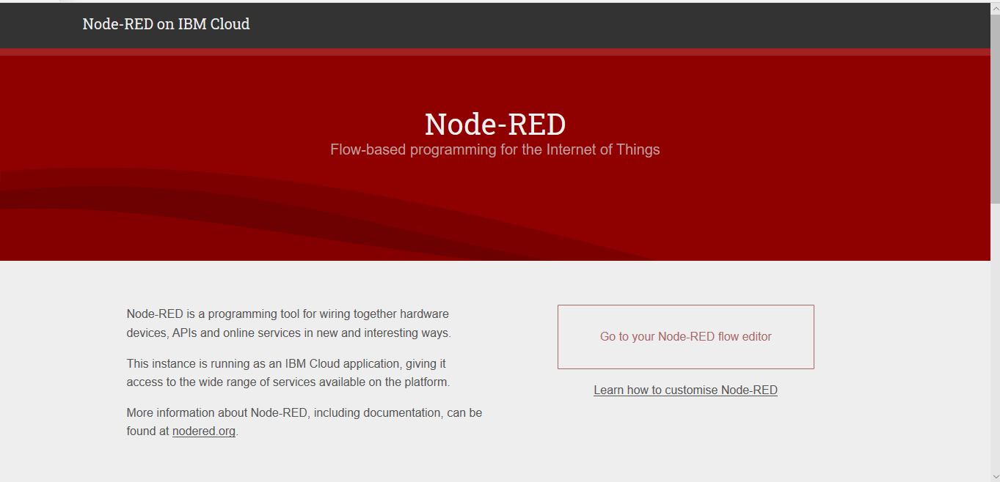 Node-RED on IBM Cloud
Node-RED
Flow-based programming for the Internet of Things
Node-RED is a programming tool for wiring together hardware
devices, APIs and online services in new and interesting ways.
This instance is running as an IBM Cloud application, giving it
access to the wide range of services available on the platform.
More information about Node-RED, including documentation, can be
found at nodered.org.
Go to your Node-RED flow editor
Learn how to customise Node-RED